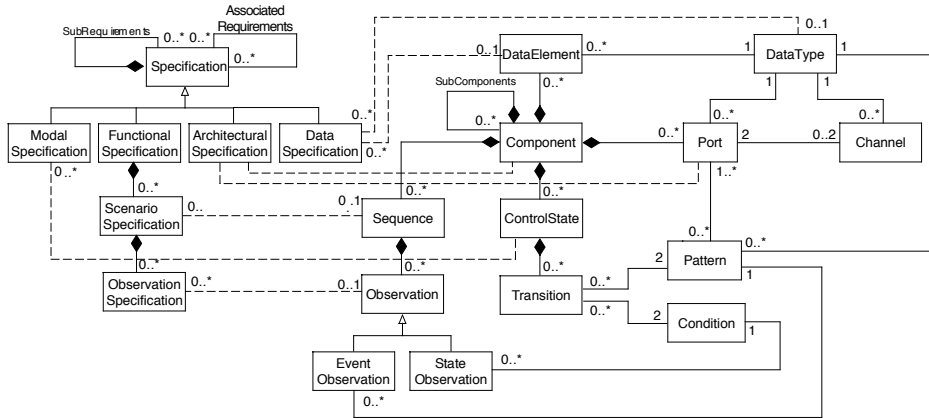 Associated
Requirements
SubRequirements
0..* 0..*
0..*
Specification
0..1
0..1
DataElement
0..*
1
DataType
1
SubComponents
0..*
1
1
0..*
0..*
0..*
Modal
Specification
Functional
Specification
Architectural
Specification
Data
Specification
0..*
0..*
Component
0..*
Port
2
0..2
Channel
0..*
1..*
0..*
0..*
0..*
Scenario
Specification
0..
0..1
Sequence
ControlState
0..*
0..*
0..*
0..*
0..*
Pattern
2
1
Observation
Specification
0..*
0..1
Observation
Transition
0..*
0..*
2
Condition
1
Event
Observation
State
Observation
0..*
0..*